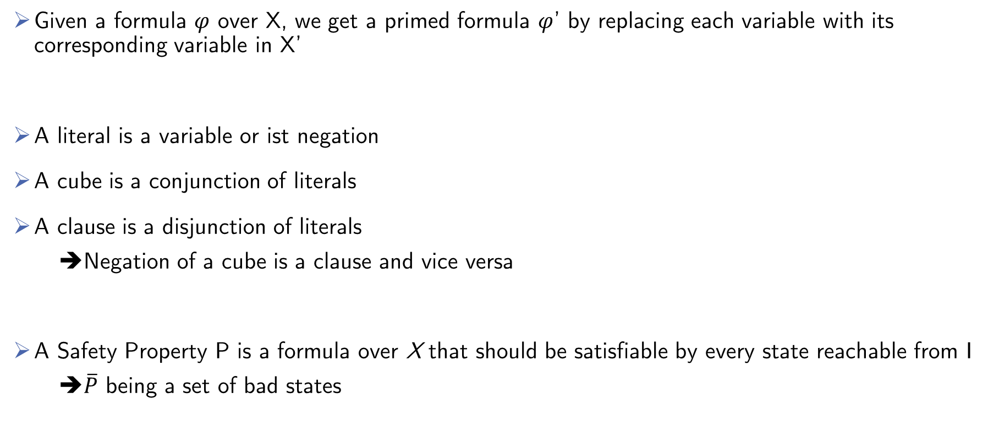 ➢Given a formula φ over X, we get a primed formula φ' by replacing each variable with its
corresponding variable in X'
➢A literal is a variable or ist negation
➢A cube is a conjunction of literals
➢A clause is a disjunction of literals
➔Negation of a cube is a clause and vice versa
➢A Safety Property P is a formula over X that should be satisfiable by every state reachable from I
➔P̄ being a set of bad states